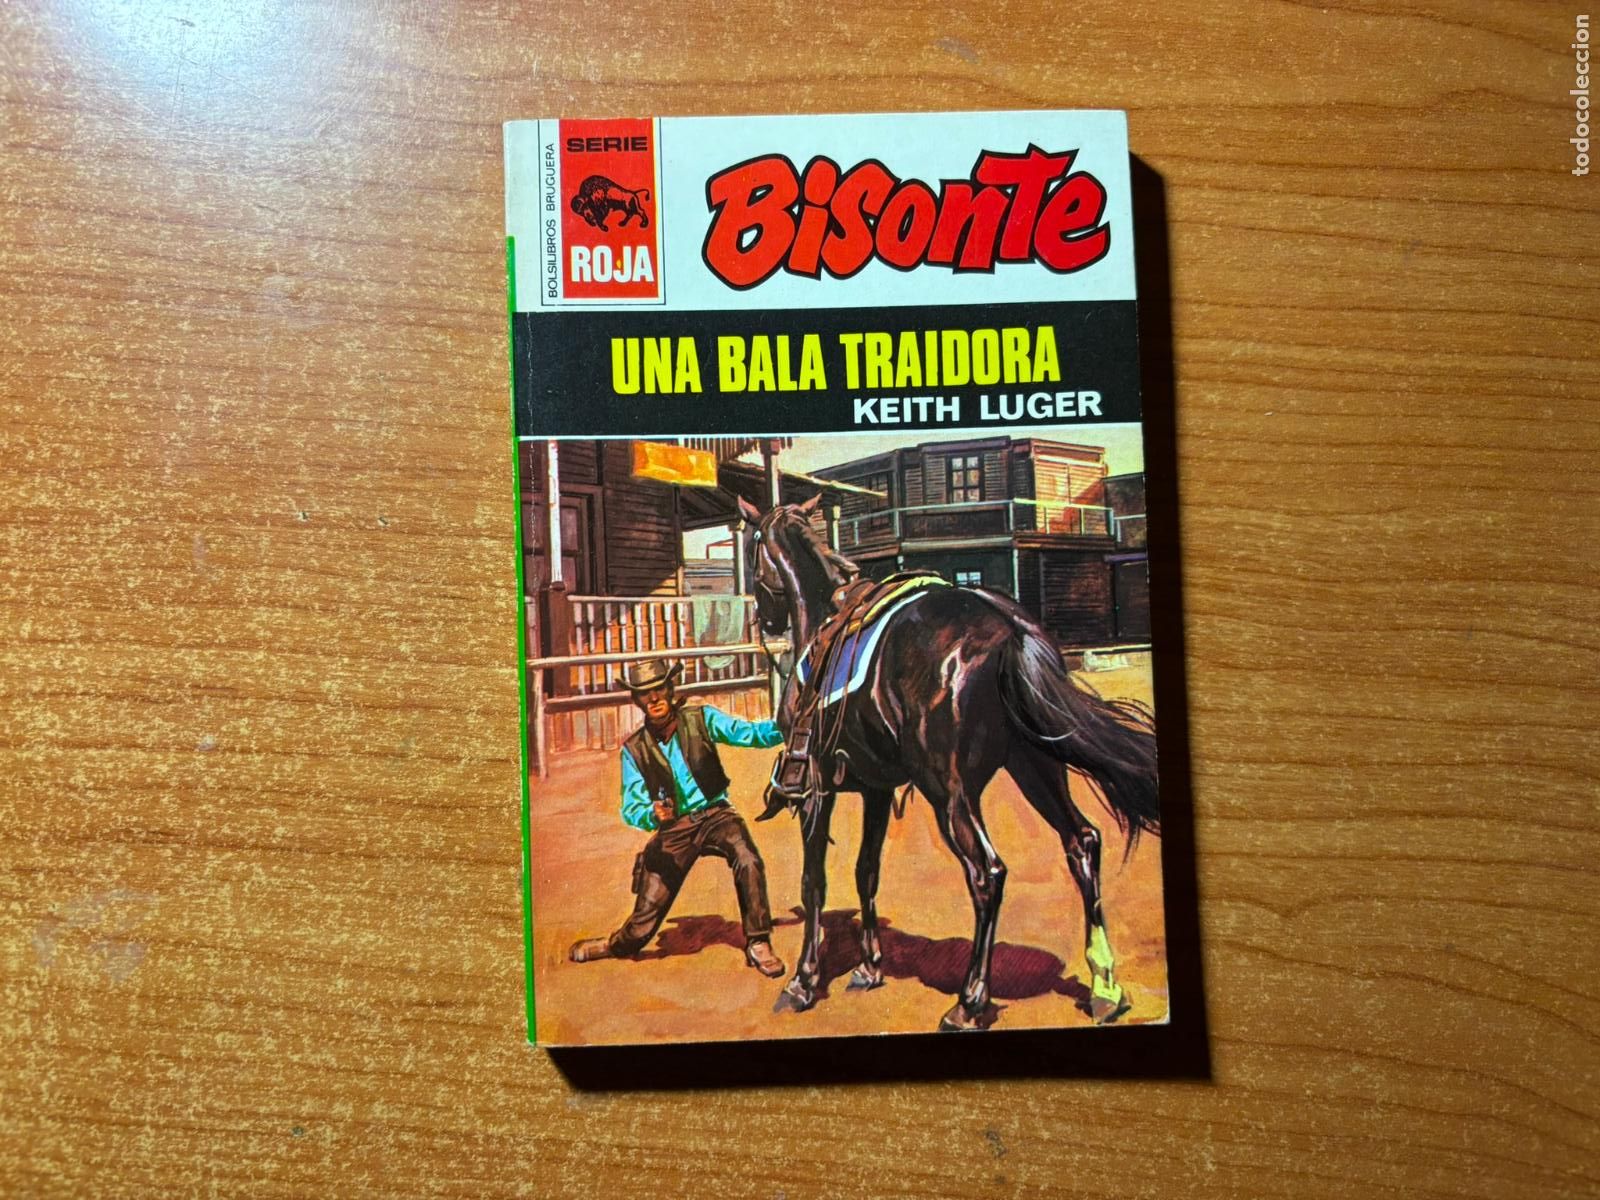 BOLSILIBROS BRUGUERA
SERIE
ROJA
BISONTE
UNA BALA TRAIDORA
KEITH LUGER
todocoleccion